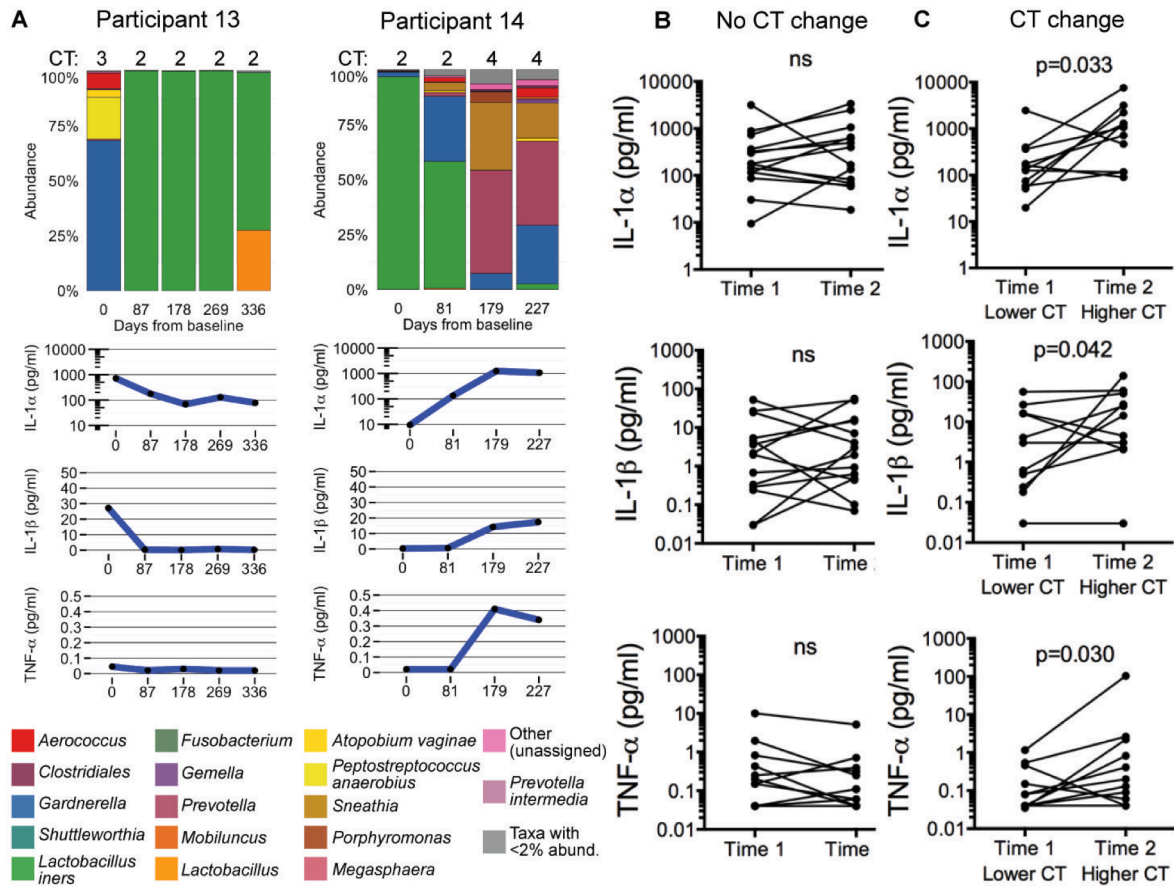 A
Participant 13
CT: 3 2 2 2 2
100%
75%
50%
25%
0%
Abundance
0 87 178 269 336
Days from baseline
10000
1000
100
10
IL-1α (pg/ml)
0 87 178 269 336
50
40
30
20
10
0
IL-1β (pg/ml)
0 87 178 269 336
0.5
0.4
0.3
0.2
0.1
0
TNF-α (pg/ml)
0 87 178 269 336
Participant 14
CT: 2 2 4 4
100%
75%
50%
25%
0%
Abundance
0 81 179 227
Days from baseline
10000
1000
100
10
IL-1α (pg/ml)
0 81 179 227
50
40
30
20
10
0
IL-1β (pg/ml)
0 81 179 227
0.5
0.4
0.3
0.2
0.1
0
TNF-α (pg/ml)
0 81 179 227
Aerococcus
Clostridiales
Gardnerella
Shuttleworthia
Lactobacillus
iners
Fusobacterium
Gemella
Prevotella
Mobiluncus
Lactobacillus
Atopobium vaginae
Peptostreptococcus
anaerobius
Sneathia
Porphyromonas
Megasphaera
Other
(unassigned)
Prevotella
intermedia
Taxa with
<2% abund.
B
No CT change
ns
10000
1000
100
10
1
IL-1α (pg/ml)
Time 1 Time 2
ns
1000
100
10
1
0.1
0.01
IL-1β (pg/ml)
Time 1 Time
ns
1000
100
10
1
0.1
0.01
TNF-α (pg/ml)
Time 1 Time
C
CT change
p=0.033
10000
1000
100
10
1
IL-1α (pg/ml)
Time 1 Time 2
Lower CT Higher CT
p=0.042
1000
100
10
1
0.1
0.01
IL-1β (pg/ml)
Time 1 Time 2
Lower CT Higher CT
p=0.030
1000
100
10
1
0.1
0.01
TNF-α (pg/ml)
Time 1 Time 2
Lower CT Higher CT